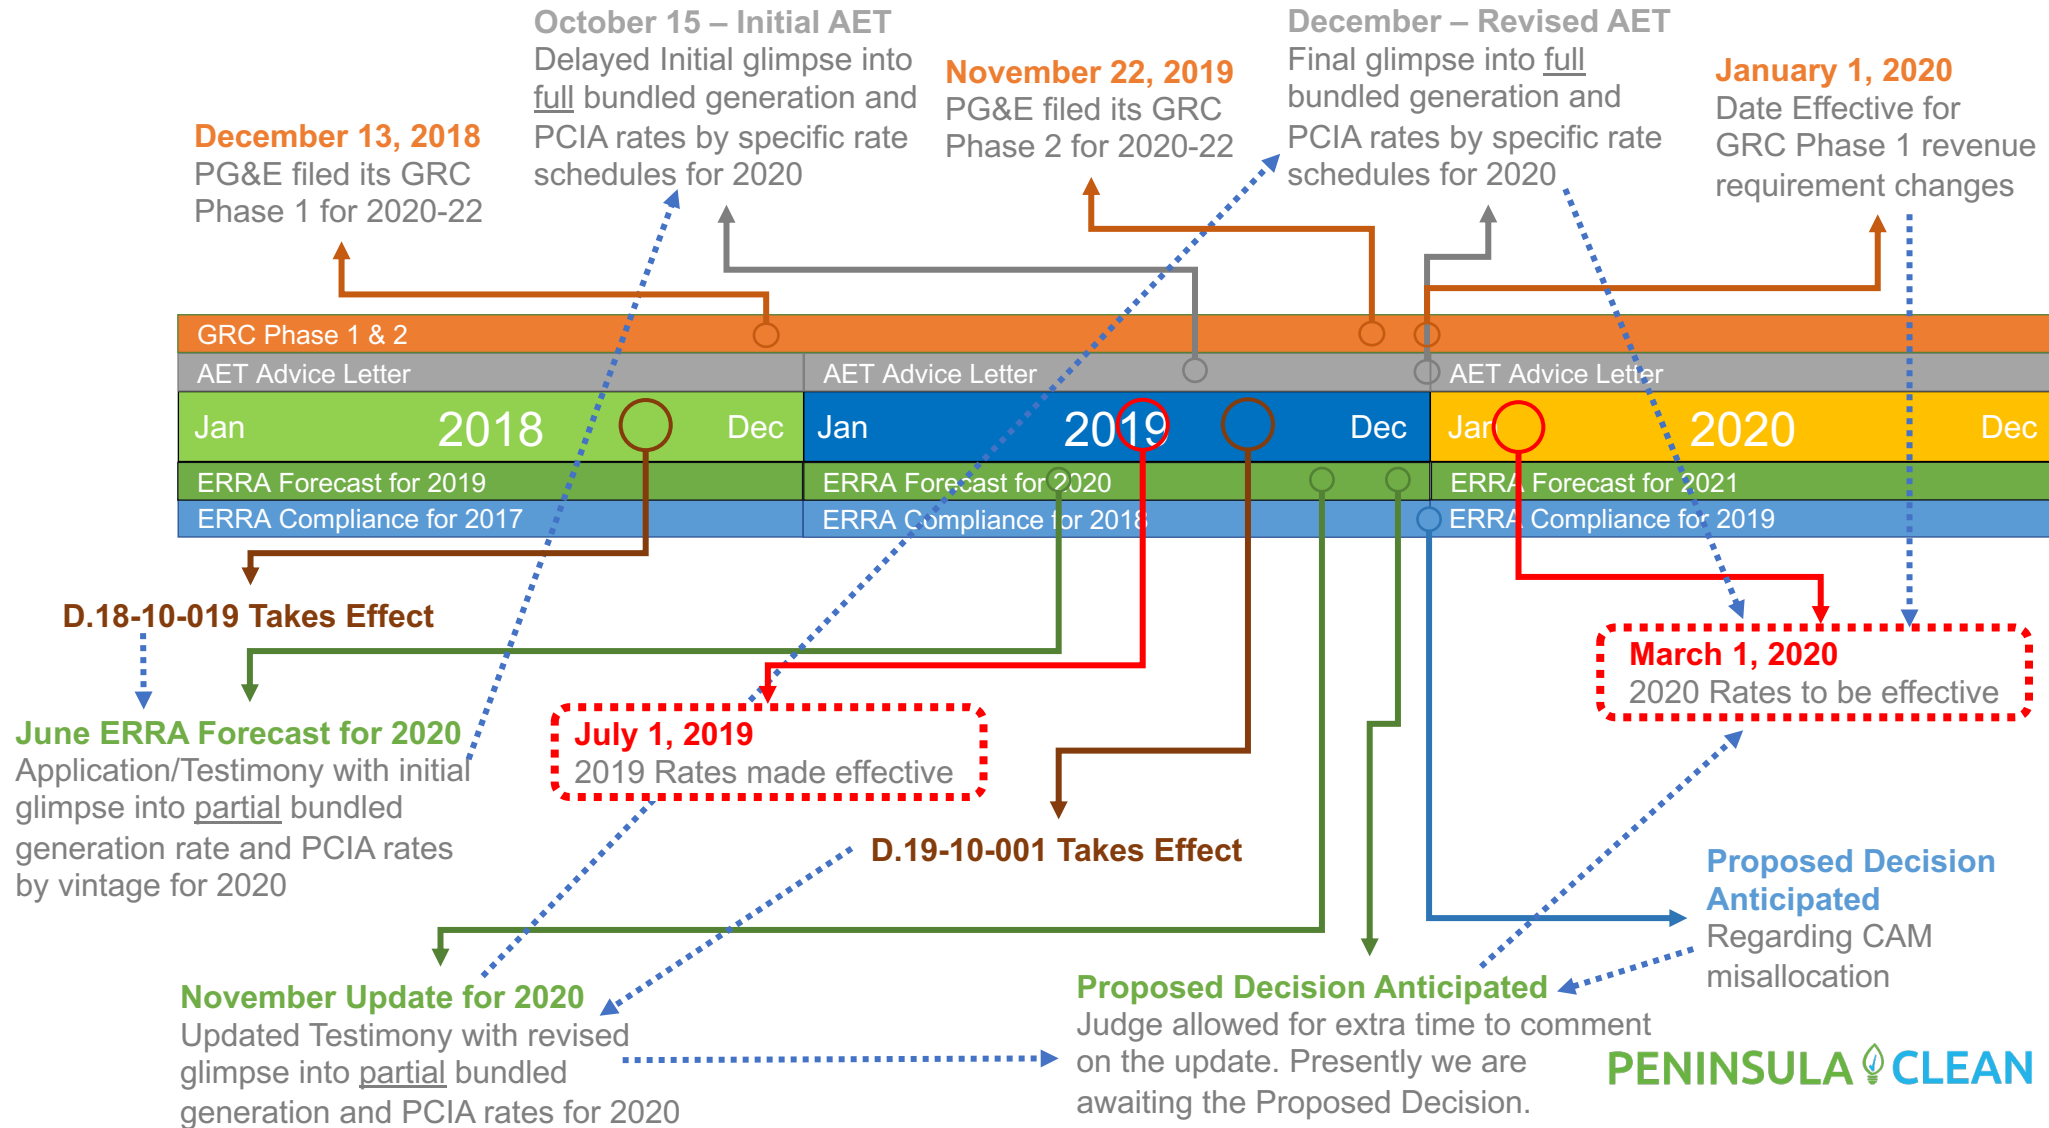 October 15 – Initial AET
Delayed Initial glimpse into
full bundled generation and
PCIA rates by specific rate
schedules for 2020
December – Revised AET
Final glimpse into full
bundled generation and
PCIA rates by specific rate
schedules for 2020
November 22, 2019
PG&E filed its GRC
Phase 2 for 2020-22
January 1, 2020
Date Effective for
GRC Phase 1 revenue
requirement changes
December 13, 2018
PG&E filed its GRC
Phase 1 for 2020-22
GRC Phase 1 & 2
AET Advice Letter
AET Advice Letter
AET Advice Letter
Jan 2018 Dec
Jan 2019 Dec
Jan 2020 Dec
ERRA Forecast for 2019
ERRA Forecast for 2020
ERRA Forecast for 2021
ERRA Compliance for 2017
ERRA Compliance for 2018
ERRA Compliance for 2019
D.18-10-019 Takes Effect
June ERRA Forecast for 2020
Application/Testimony with initial
glimpse into partial bundled
generation rate and PCIA rates
by vintage for 2020
July 1, 2019
2019 Rates made effective
March 1, 2020
2020 Rates to be effective
D.19-10-001 Takes Effect
Proposed Decision
Anticipated
Regarding CAM
misallocation
November Update for 2020
Updated Testimony with revised
glimpse into partial bundled
generation and PCIA rates for 2020
Proposed Decision Anticipated
Judge allowed for extra time to comment
on the update. Presently we are
awaiting the Proposed Decision.
PENINSULA CLEAN